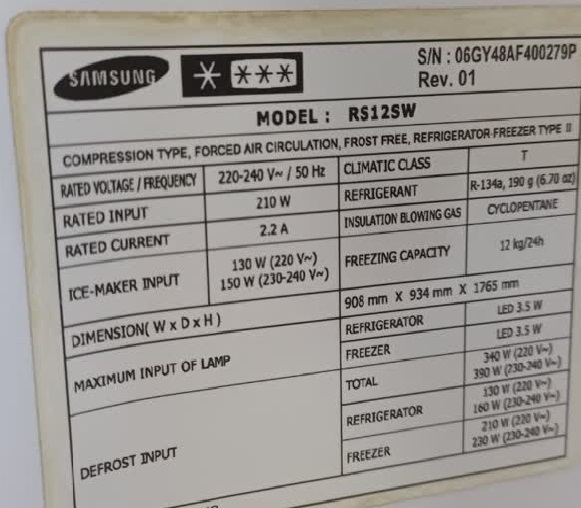 SAMSUNG
S/N : 06GY48AF400279P
Rev. 01
MODEL : RS12SW
COMPRESSION TYPE, FORCED AIR CIRCULATION, FROST FREE, REFRIGERATOR-FREEZER TYPE II
RATED VOLTAGE / FREQUENCY 220-240 V~ / 50 Hz CLIMATIC CLASS T
RATED INPUT 210 W REFRIGERANT R-134a, 190 g (6.70 oz)
RATED CURRENT 2.2 A INSULATION BLOWING GAS CYCLOPENTANE
ICE-MAKER INPUT 130 W (220 V~) FREEZING CAPACITY 12 kg/24h
150 W (230-240 V~)
DIMENSION( W x D x H ) 908 mm X 934 mm X 1765 mm
MAXIMUM INPUT OF LAMP REFRIGERATOR LED 3.5 W
FREEZER LED 3.5 W
DEFROST INPUT TOTAL 340 W (220 V~)
390 W (230-240 V~)
REFRIGERATOR 130 W (220 V~)
160 W (230-240 V~)
FREEZER 210 W (220 V~)
230 W (230-240 V~)